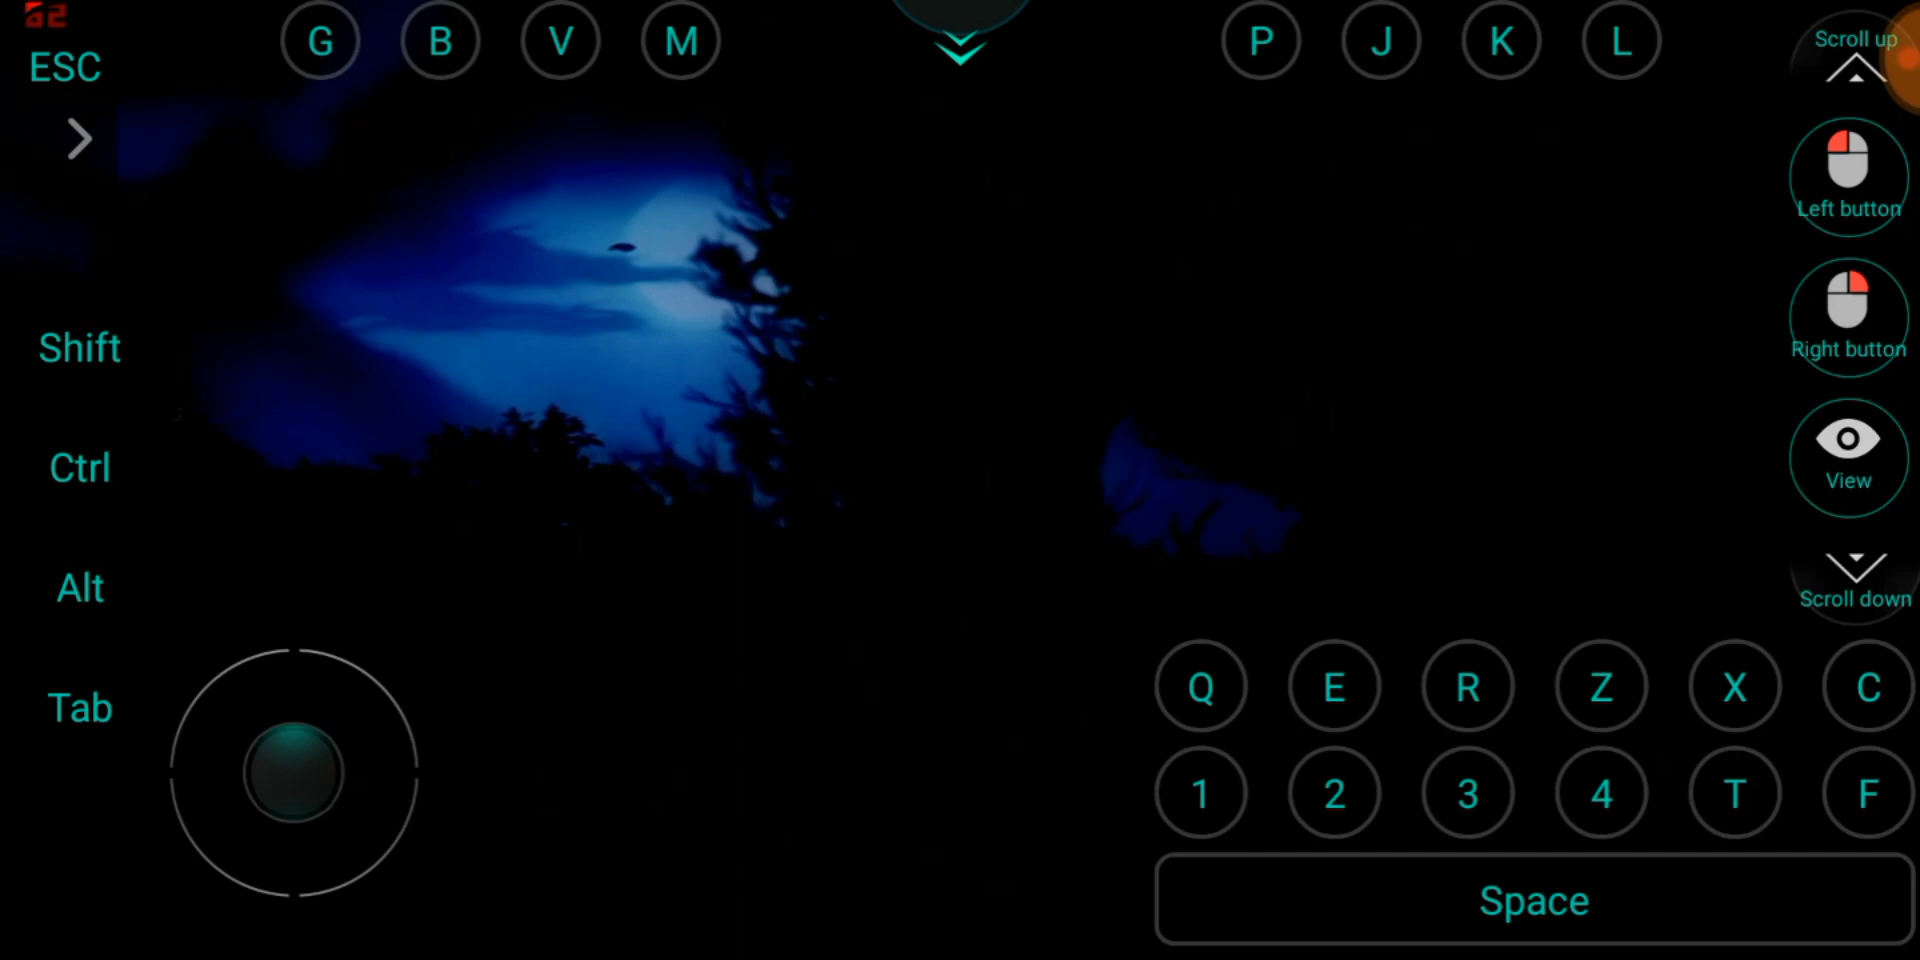 82
ESC
G B V M P J K L
Scroll up
Left button
Right button
Shift
View
Ctrl
Alt
Scroll down
Tab
Q E R Z X C
1 2 3 4 T F
Space